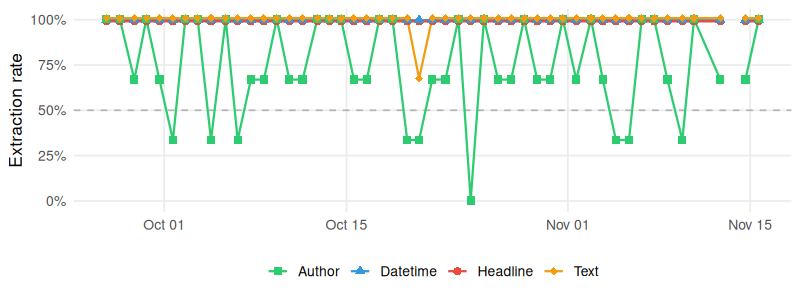 Extraction rate
100%
75%
50%
25%
0%
Oct 01 Oct 15 Nov 01 Nov 15
Author Datetime Headline Text